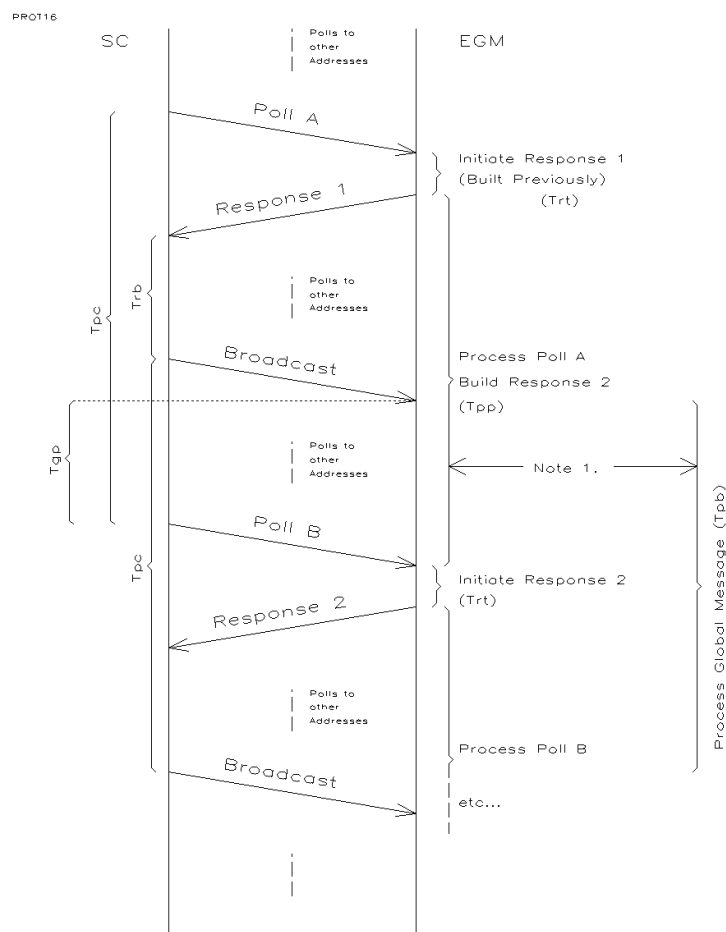 PROT16
SC
Polls to
other
Addresses
EGM
Poll A
Initiate Response 1
(Built Previously)
(Trt)
Response 1
Tpc
Trb
Polls to
other
Addresses
Broadcast
Process Poll A
Build Response 2
(Tpp)
Tgp
Polls to
other
Addresses
Note 1.
Poll B
Tpc
Initiate Response 2
(Trt)
Response 2
Process Global Message (Tpb)
Polls to
other
Addresses
Process Poll B
Broadcast
etc...